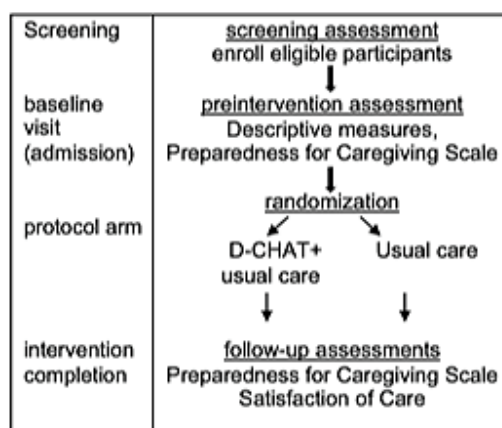 Screening
screening assessment
enroll eligible participants
baseline
visit
(admission)
preintervention assessment
Descriptive measures,
Preparedness for Caregiving Scale
randomization
protocol arm
D-CHAT+
usual care
Usual care
intervention
completion
follow-up assessments
Preparedness for Caregiving Scale
Satisfaction of Care